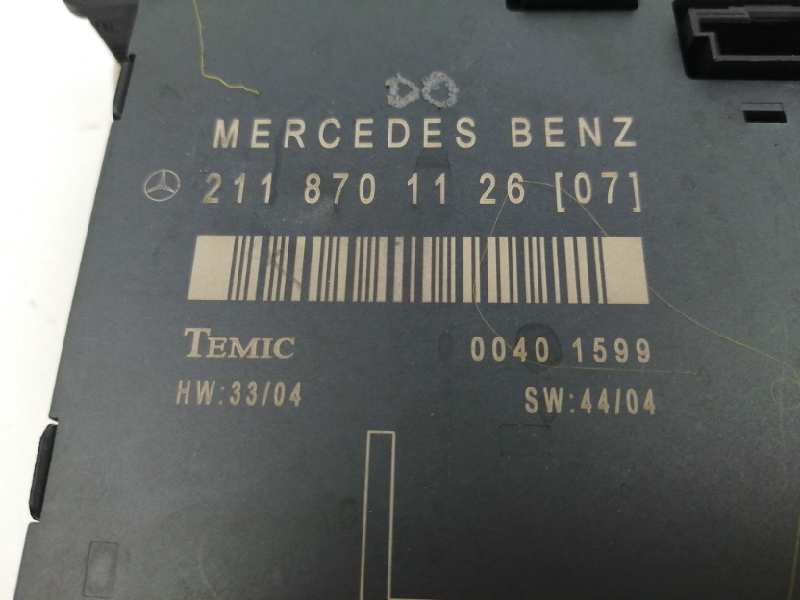 DO
MERCEDES BENZ
211 870 11 26 [07]
TEMIC 0040 1599
HW:33/04 SW:44/04